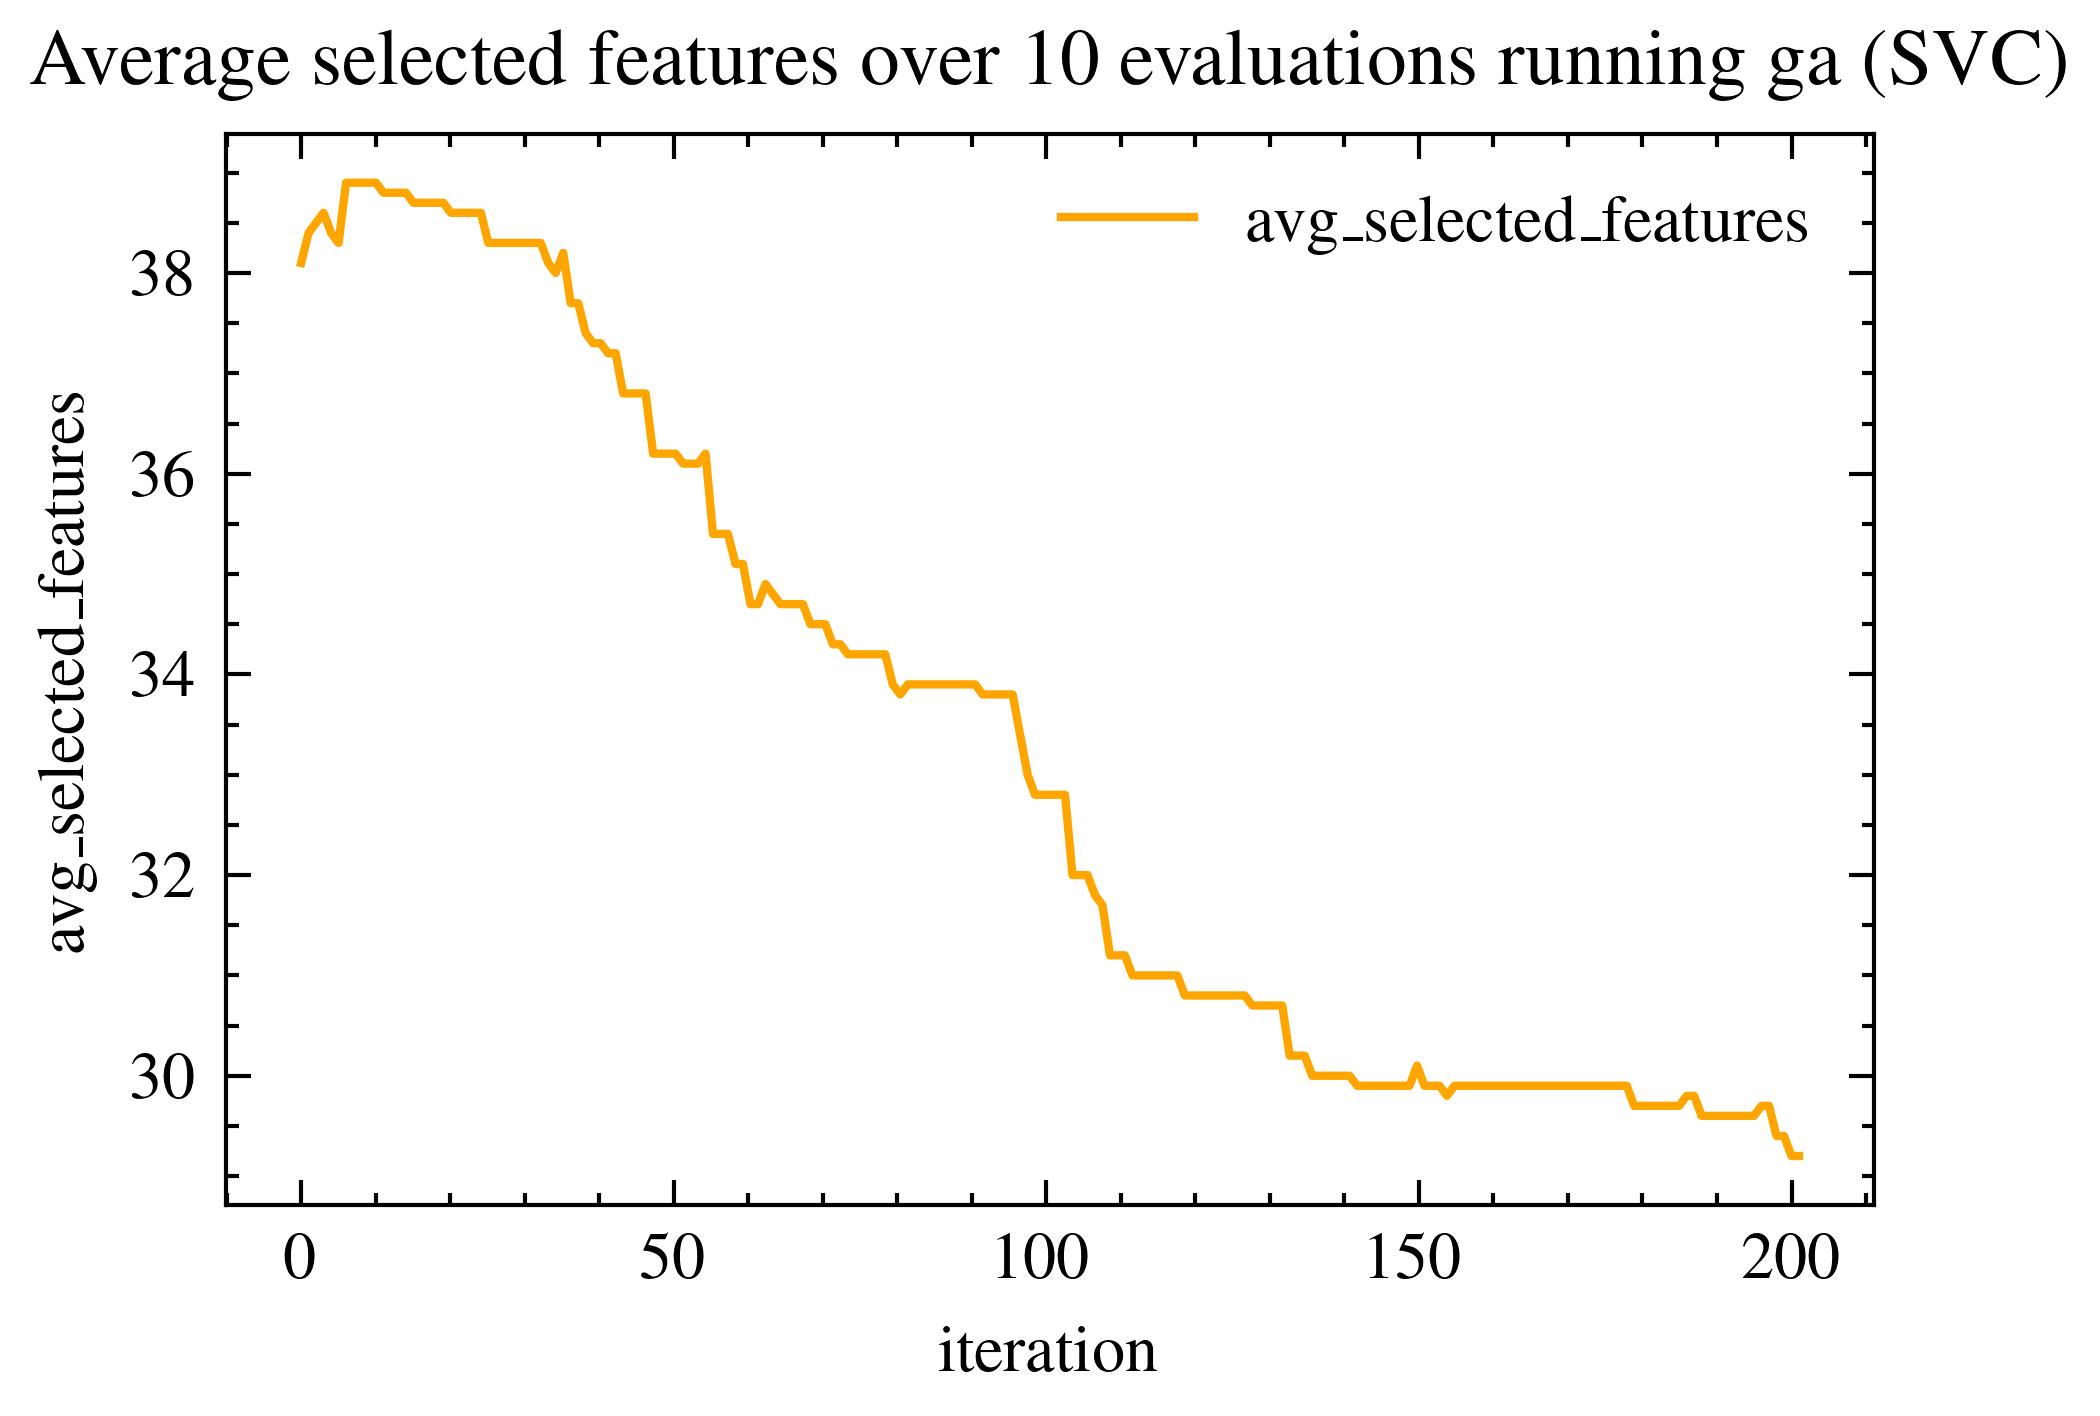 Average selected features over 10 evaluations running ga (SVC)
avg_selected_features
avg_selected_features
38
36
34
32
30
0 50 100 150 200
iteration